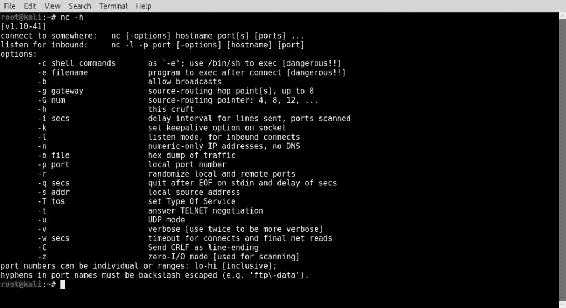 File Edit View Search Terminal Help
root@kali:~# nc -h
[v1.10-41]
connect to somewhere: nc [-options] hostname port[s] [ports] ...
listen for inbound: nc -l -p port [-options] [hostname] [port]
options:
-c shell commands as `-e'; use /bin/sh to exec [dangerous!!]
-e filename program to exec after connect [dangerous!!]
-b allow broadcasts
-g gateway source-routing hop point[s], up to 8
-G num source-routing pointer: 4, 8, 12, ...
-h this cruft
-i secs delay interval for lines sent, ports scanned
-k set keepalive option on socket
-l listen mode, for inbound connects
-n numeric-only IP addresses, no DNS
-o file hex dump of traffic
-p port local port number
-r randomize local and remote ports
-q secs quit after EOF on stdin and delay of secs
-s addr local source address
-T tos set Type Of Service
-t answer TELNET negotiation
-u UDP mode
-v verbose [use twice to be more verbose]
-w secs timeout for connects and final net reads
-C Send CRLF as line-ending
-z zero-I/O mode [used for scanning]
port numbers can be individual or ranges: lo-hi [inclusive];
hyphens in port names must be backslash escaped (e.g. 'ftp\-data').
root@kali:~#